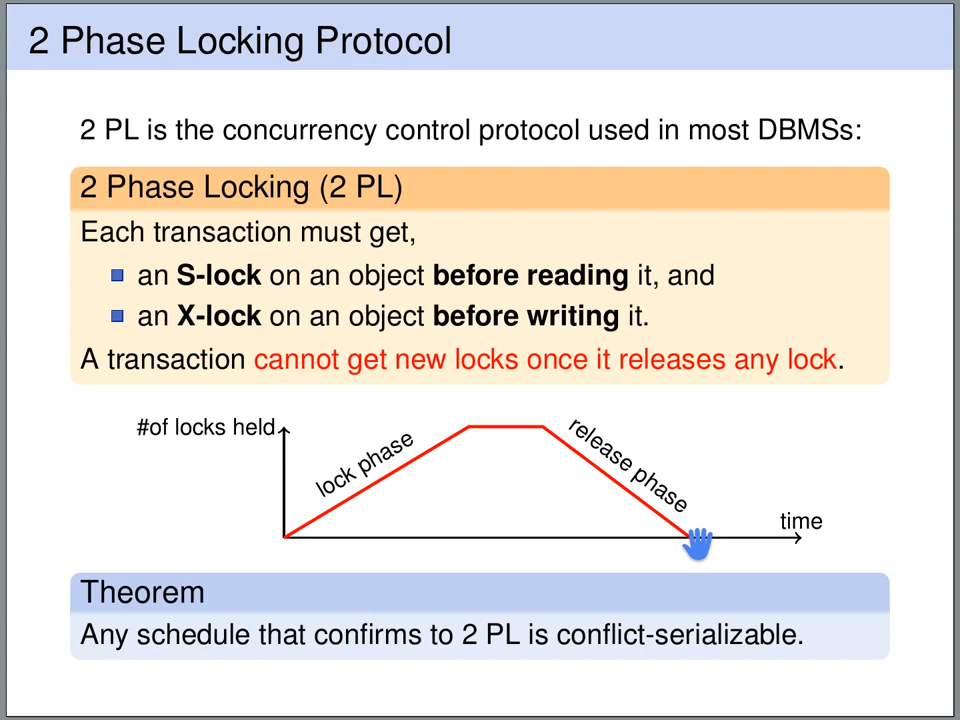 2 Phase Locking Protocol
2 PL is the concurrency control protocol used in most DBMSs:
2 Phase Locking (2 PL)
Each transaction must get,
an S-lock on an object before reading it, and
an X-lock on an object before writing it.
A transaction cannot get new locks once it releases any lock.
#of locks held
lock phase
release phase
time
Theorem
Any schedule that confirms to 2 PL is conflict-serializable.